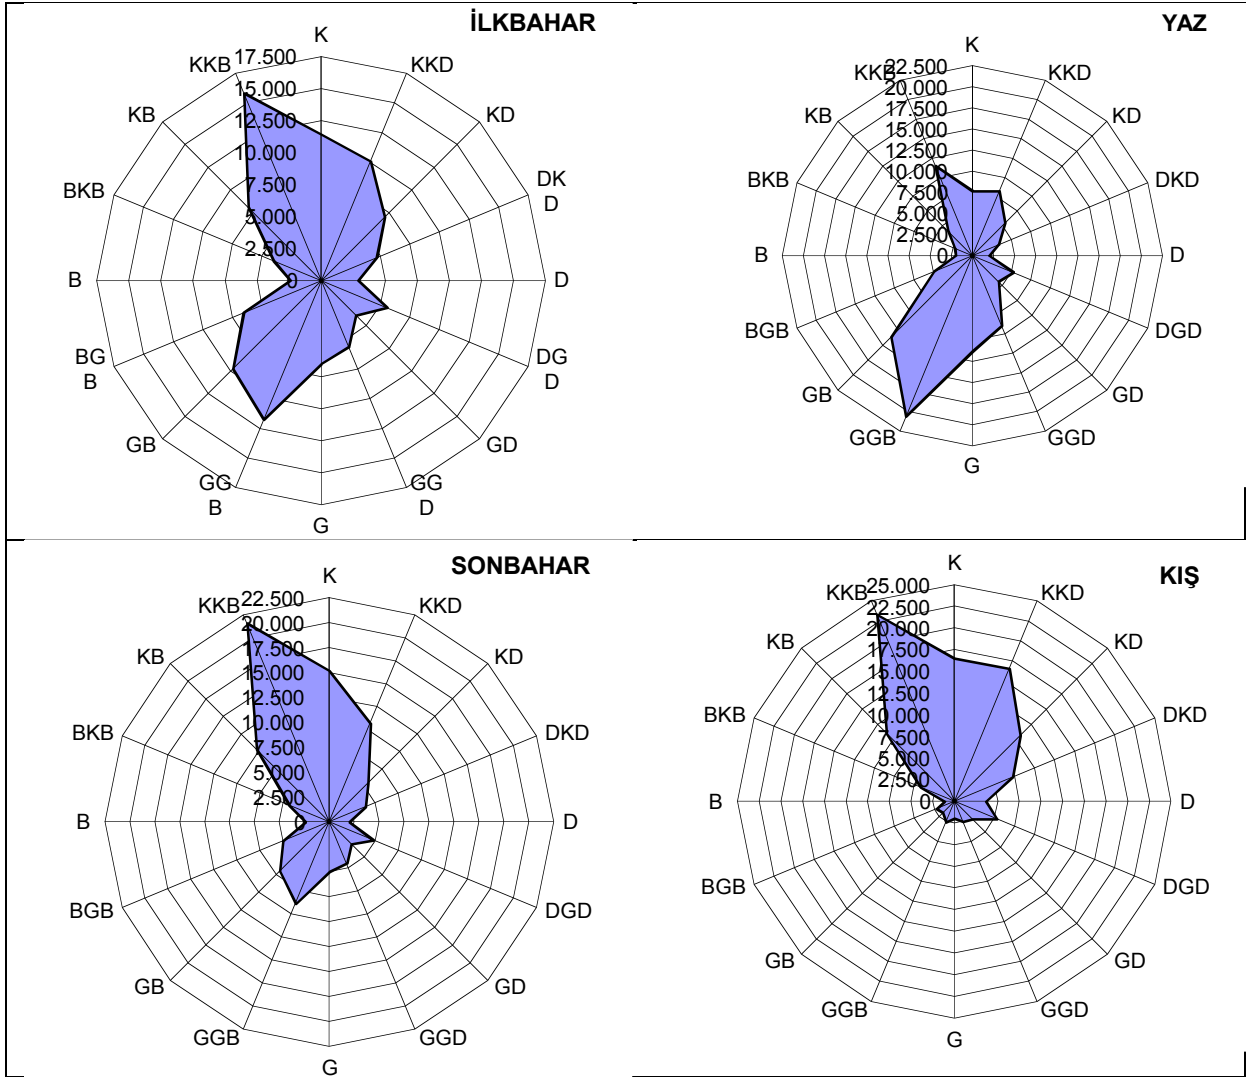 İLKBAHAR
K
KKD
KD
DK
D
D
DG
D
GD
GG
D
G
GG
B
GB
BG
B
B
BKB
KB
KKB
17.500
15.000
12.500
10.000
7.500
5.000
2.500
0
YAZ
K
KKD
KD
DKD
D
DGD
GD
GGD
G
GGB
GB
BGB
B
BKB
KB
KKB
22.500
20.000
17.500
15.000
12.500
10.000
7.500
5.000
2.500
0
SONBAHAR
K
KKD
KD
DKD
D
DGD
GD
GGD
G
GGB
GB
BGB
B
BKB
KB
KKB
22.500
20.000
17.500
15.000
12.500
10.000
7.500
5.000
2.500
0
KIŞ
K
KKD
KD
DKD
D
DGD
GD
GGD
G
GGB
GB
BGB
B
BKB
KB
KKB
25.000
22.500
20.000
17.500
15.000
12.500
10.000
7.500
5.000
2.500
0